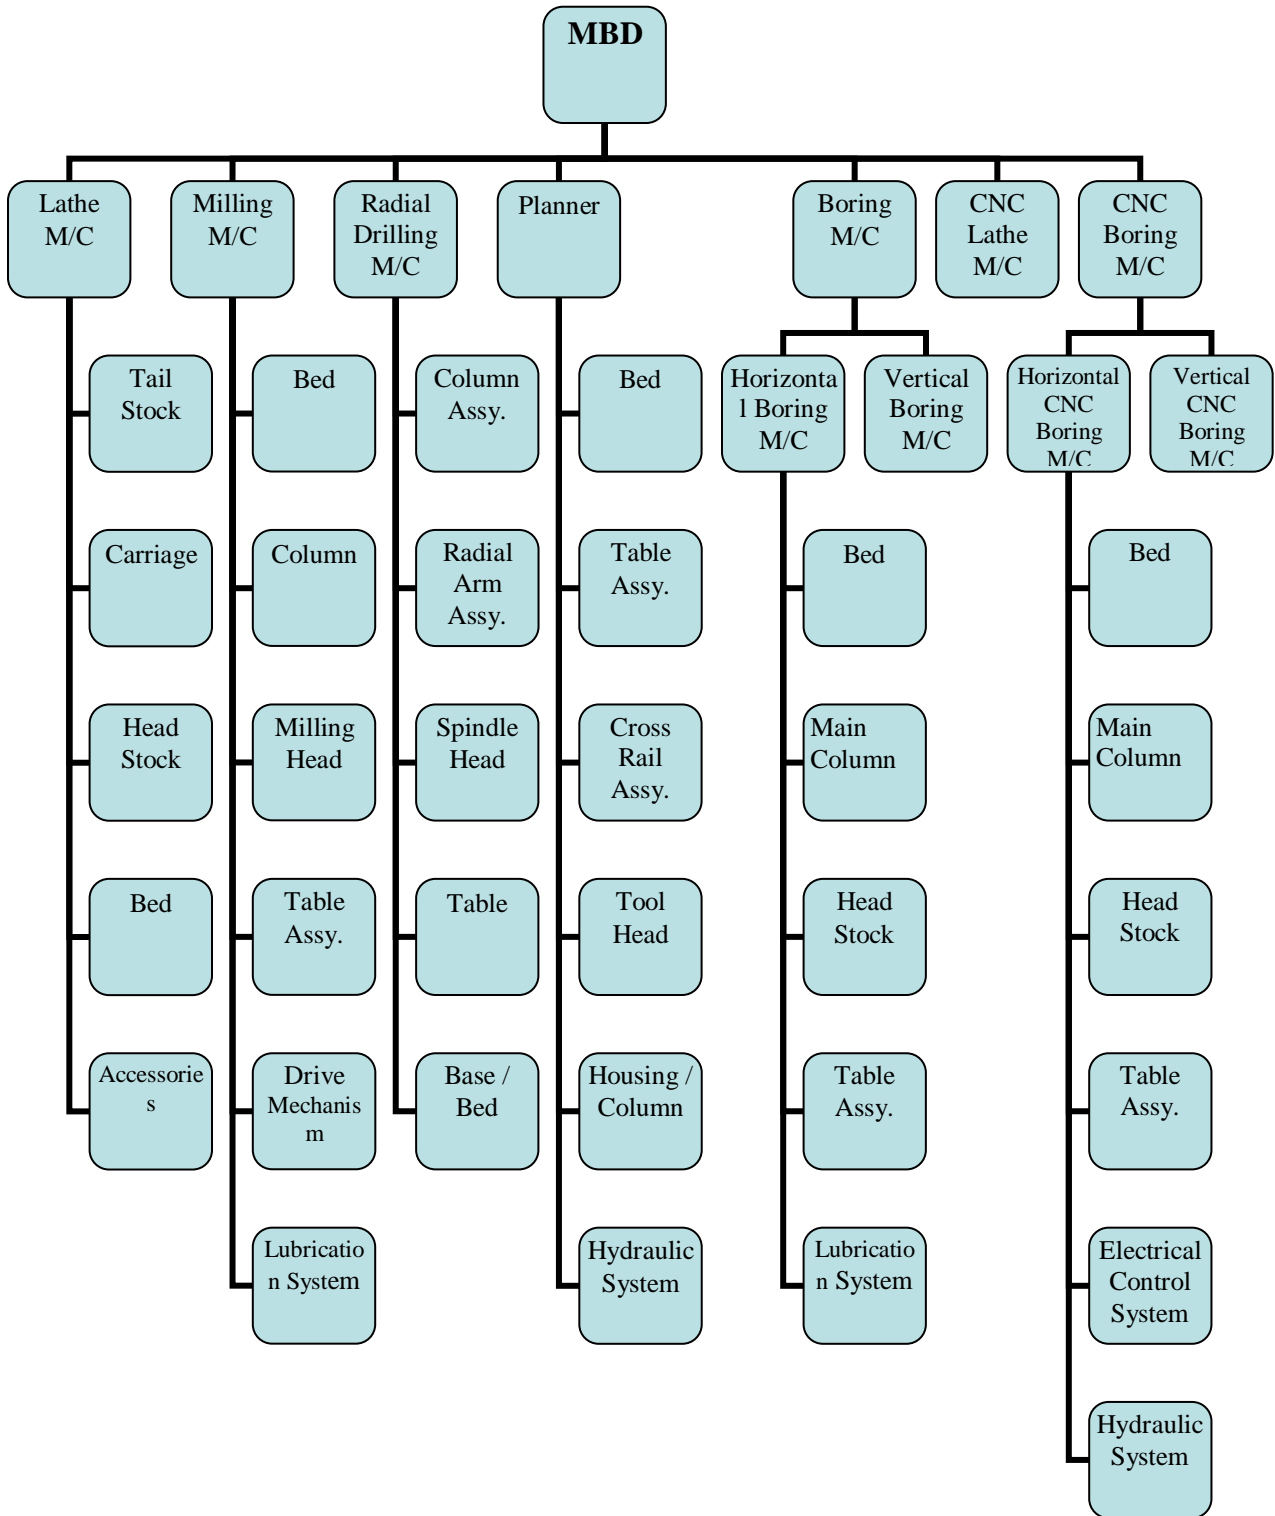 MBD
Lathe
M/C
Milling
M/C
Radial
Drilling
M/C
Planner
Boring
M/C
CNC
Lathe
M/C
CNC
Boring
M/C
Tail
Stock
Bed
Column
Assy.
Bed
Horizonta
l Boring
M/C
Vertical
Boring
M/C
Horizontal
CNC
Boring
M/C
Vertical
CNC
Boring
M/C
Carriage
Column
Radial
Arm
Assy.
Table
Assy.
Bed
Bed
Head
Stock
Milling
Head
Spindle
Head
Cross
Rail
Assy.
Main
Column
Main
Column
Bed
Table
Assy.
Table
Tool
Head
Head
Stock
Head
Stock
Accessorie
s
Drive
Mechanis
m
Base /
Bed
Housing /
Column
Table
Assy.
Table
Assy.
Lubricatio
n System
Hydraulic
System
Lubricatio
n System
Electrical
Control
System
Hydraulic
System